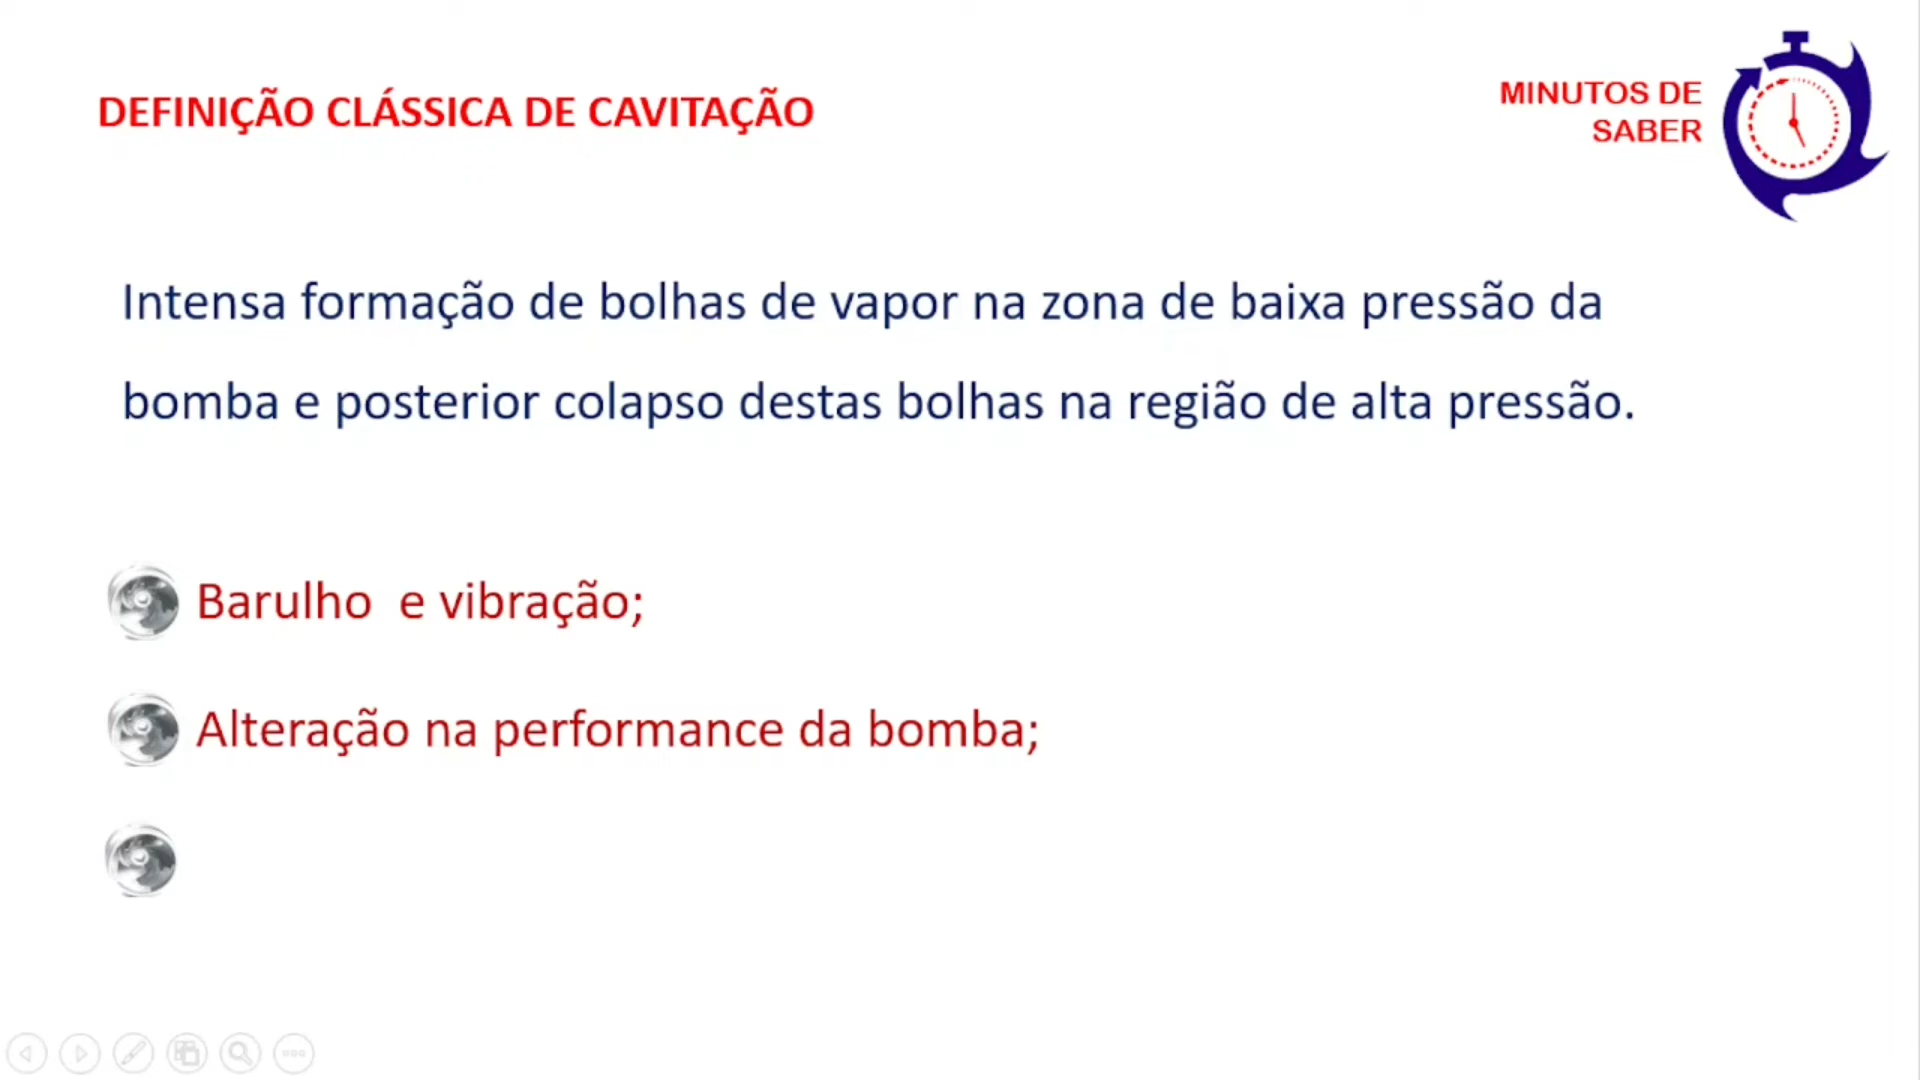 DEFINIÇÃO CLÁSSICA DE CAVITAÇÃO
MINUTOS DE
SABER
Intensa formação de bolhas de vapor na zona de baixa pressão da
bomba e posterior colapso destas bolhas na região de alta pressão.
Barulho  e vibração;
Alteração na performance da bomba;